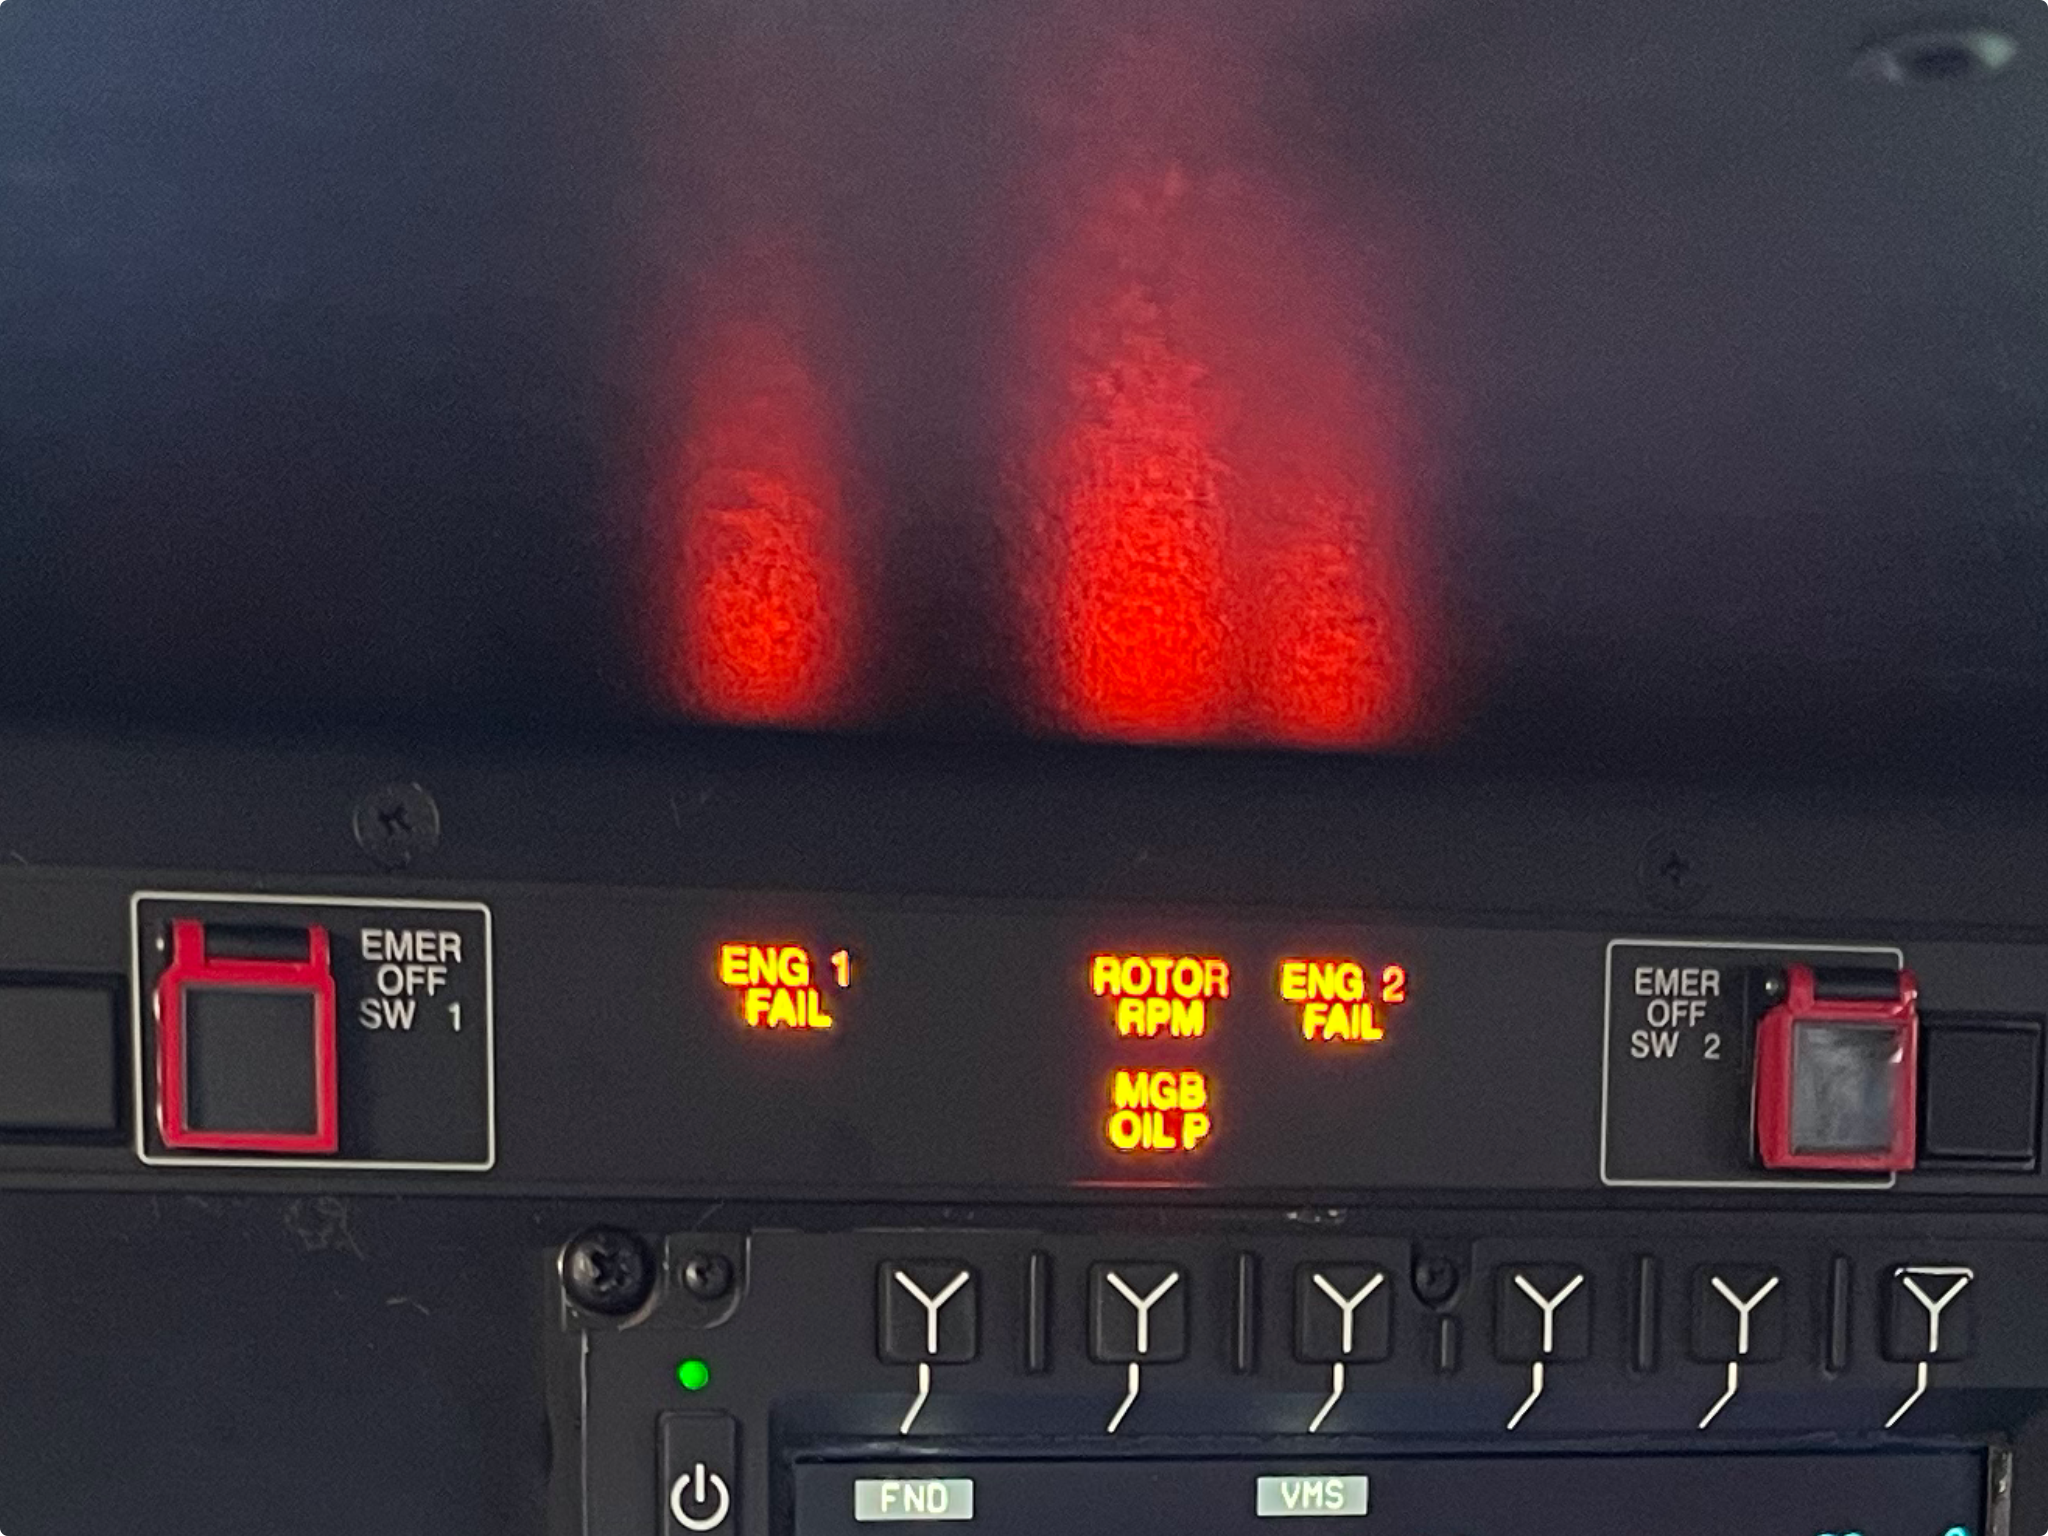 EMER
OFF
SW 1
ENG 1
FAIL
ROTOR
RPM
ENG 2
FAIL
MGB
OIL P
EMER
OFF
SW 2
FND
VMS